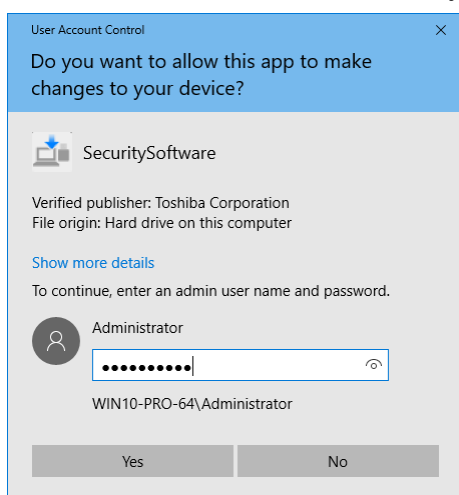 User Account Control
Do you want to allow this app to make
changes to your device?
SecuritySoftware
Verified publisher: Toshiba Corporation
File origin: Hard drive on this computer
Show more details
To continue, enter an admin user name and password.
Administrator
●●●●●●●●●●
WIN10-PRO-64\Administrator
Yes
No